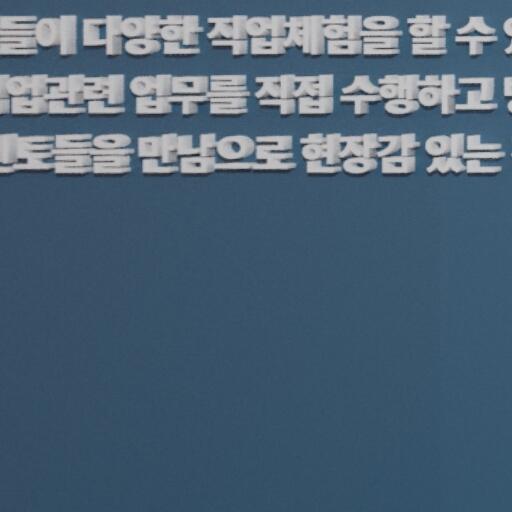 들이 다양한 직업체험을 할 수
업관련 업무를 직접 수행하고
토들을 만남으로 현장감 있는